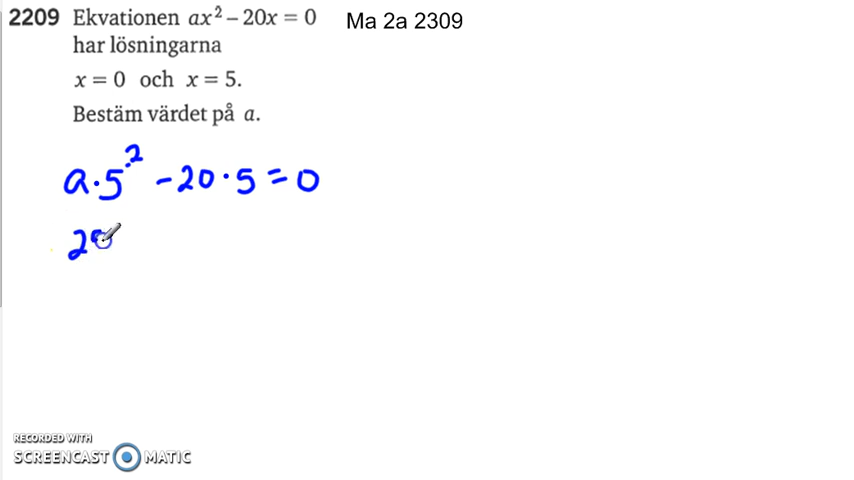 2209 Ekvationen ax² – 20x = 0 Ma 2a 2309
har lösningarna
x = 0 och x = 5.
Bestäm värdet på a.
a·5² - 20·5 = 0
RECORDED WITH
SCREENCAST MATIC